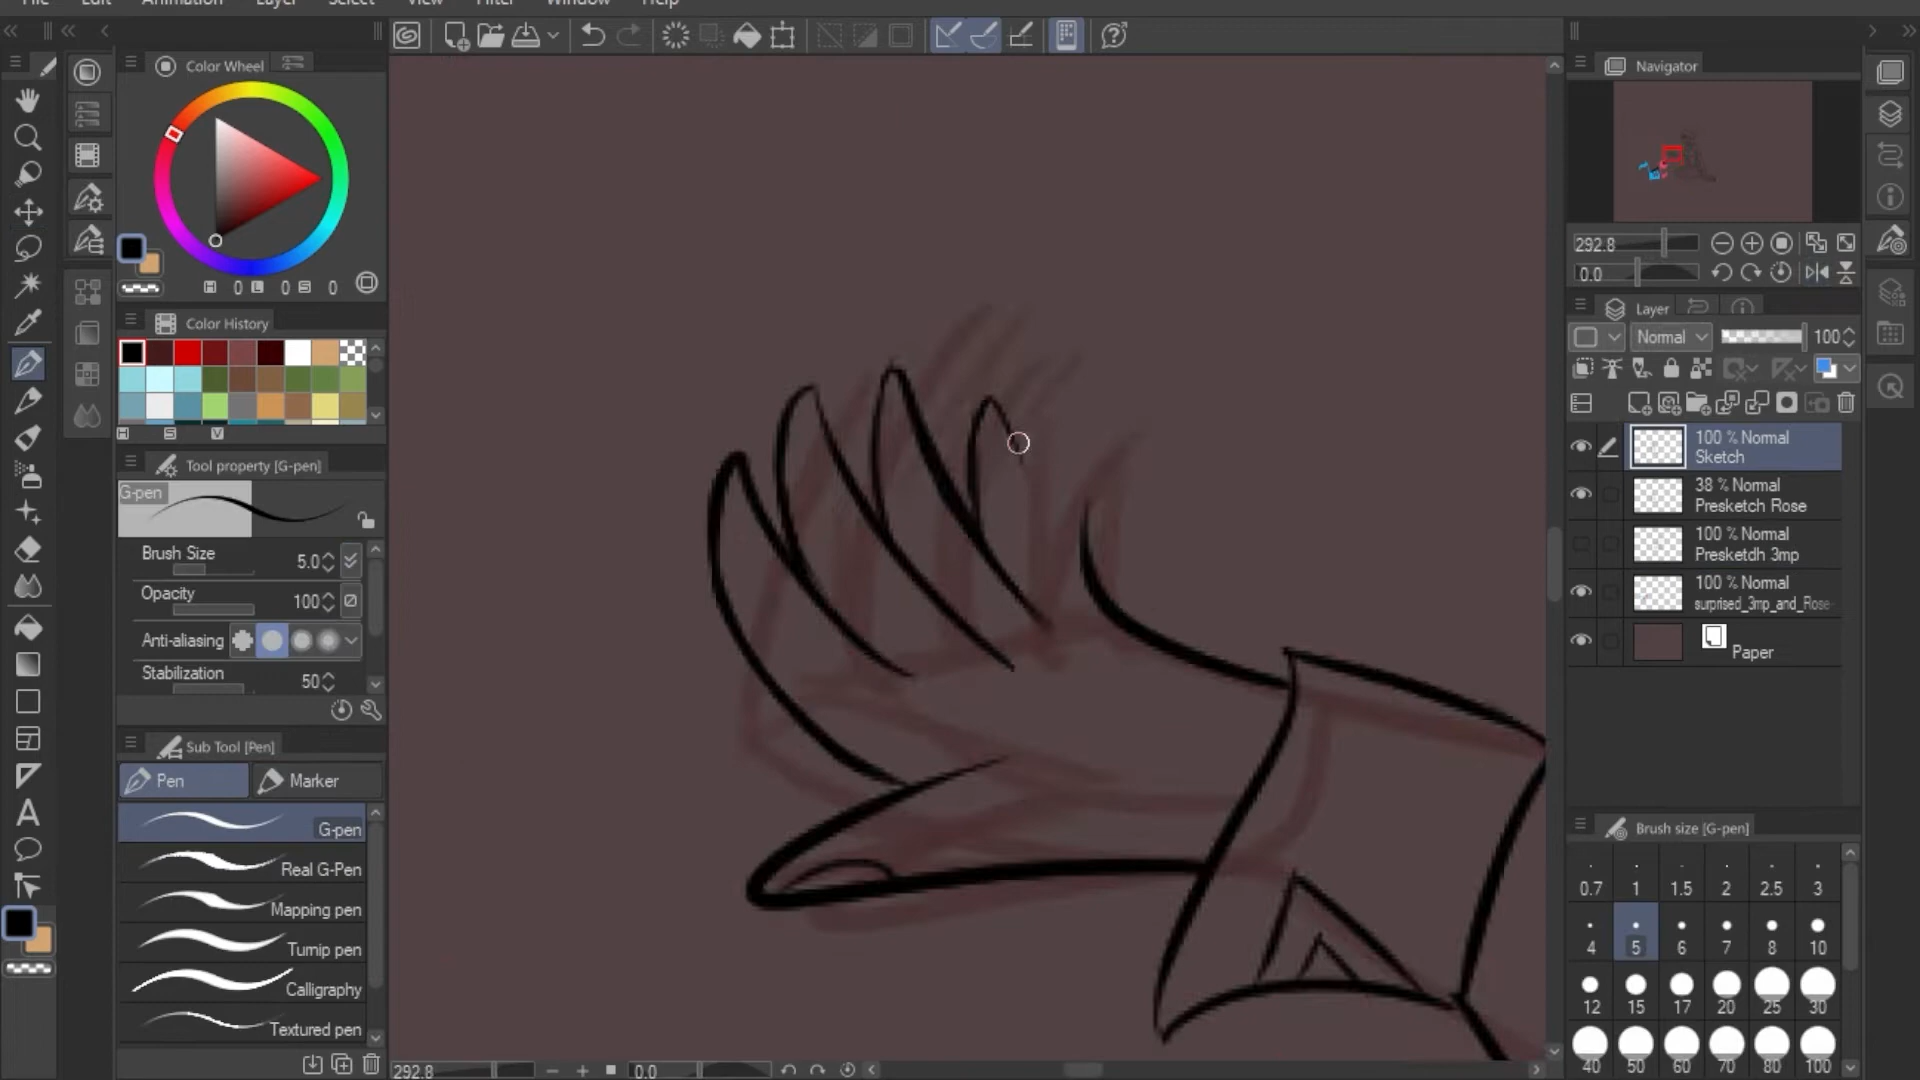 File Edit Animation Layer Select View Filter Window Help
Color Wheel
H 0 L 0 S 0
Color History
H S V
Tool property [G-pen]
G-pen
Brush Size 5.0
Opacity 100
Anti-aliasing
Stabilization 50
Sub Tool [Pen]
Pen Marker
G-pen
Real G-Pen
Mapping pen
Turnip pen
Calligraphy
Textured pen
292.8 0.0
Navigator
292.8
0.0
Layer
Normal 100
100 % Normal
Sketch
38 % Normal
Presketch Rose
100 % Normal
Presketdh 3mp
100 % Normal
surprised_3mp_and_Rose
Paper
Brush size [G-pen]
0.7 1 1.5 2 2.5 3
4 5 6 7 8 10
12 15 17 20 25 30
40 50 60 70 80 100